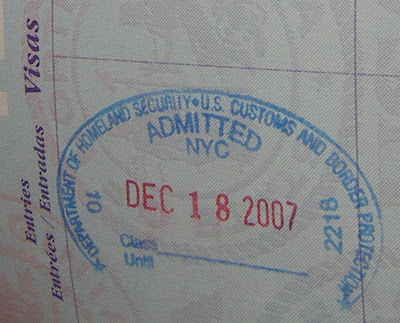 Visas
Entries
Entrées / Entradas
★ DEPARTMENT OF HOMELAND SECURITY • U.S. CUSTOMS AND BORDER PROTECTION ★
ADMITTED
NYC
10
DEC 18 2007
2218
Class
Until